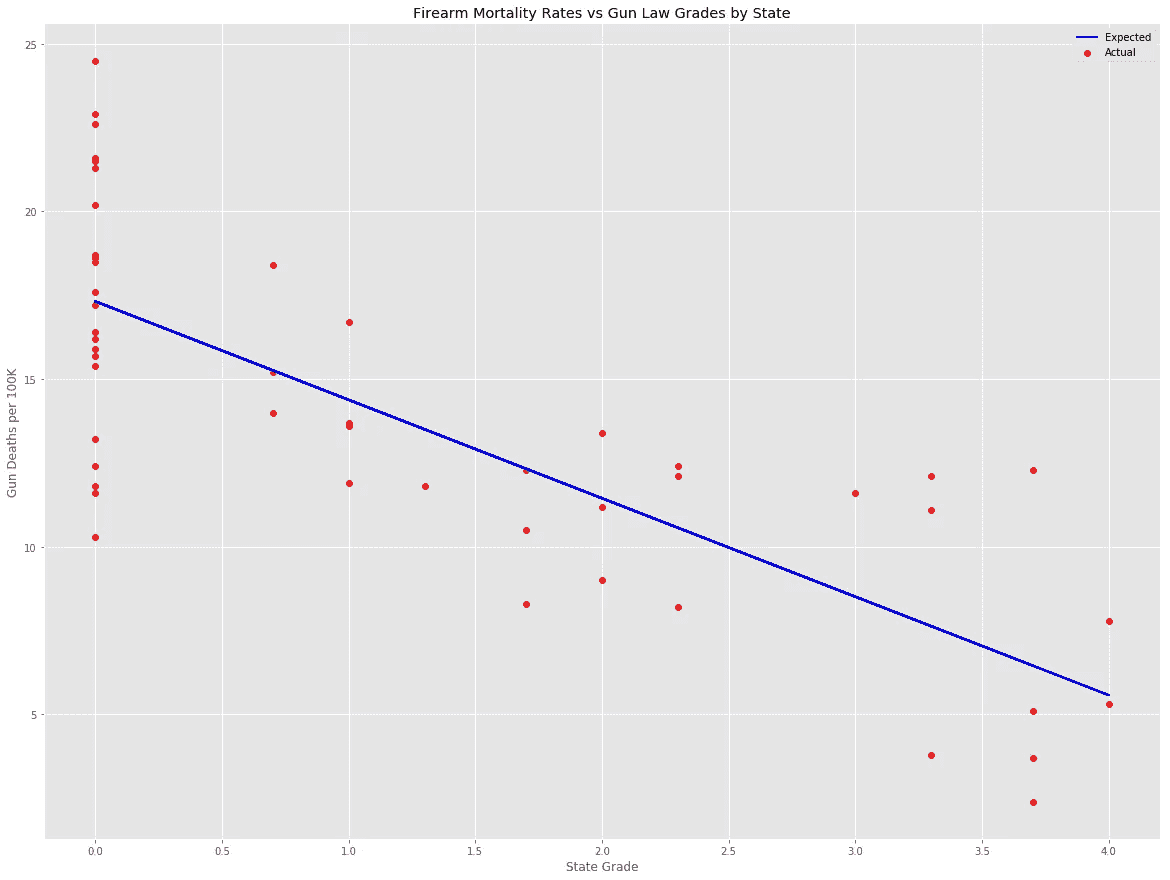 Firearm Mortality Rates vs Gun Law Grades by State
Expected
Actual
25
20
15
10
5
Gun Deaths per 100K
0.0 0.5 1.0 1.5 2.0 2.5 3.0 3.5 4.0
State Grade